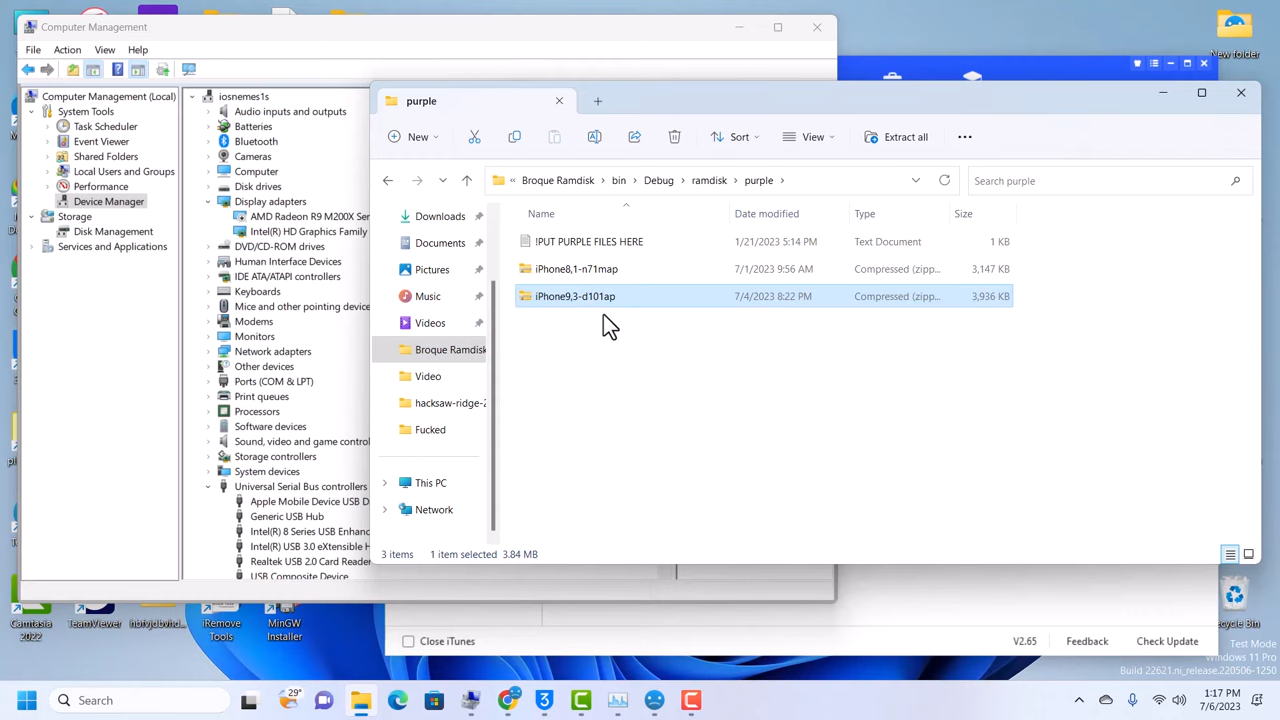 Computer Management
File Action View Help
Computer Management (Local)
System Tools
Task Scheduler
Event Viewer
Shared Folders
Local Users and Groups
Performance
Device Manager
Storage
Disk Management
Services and Applications
iosnemes1s
Audio inputs and outputs
Batteries
Bluetooth
Cameras
Computer
Disk drives
Display adapters
AMD Radeon R9 M200X Ser
Intel(R) HD Graphics Family
DVD/CD-ROM drives
Human Interface Devices
IDE ATA/ATAPI controllers
Keyboards
Mice and other pointing devi
Modems
Monitors
Network adapters
Other devices
Ports (COM & LPT)
Print queues
Processors
Software devices
Sound, video and game control
Storage controllers
System devices
Universal Serial Bus controllers
Apple Mobile Device USB D
Generic USB Hub
Intel(R) 8 Series USB Enhanc
Intel(R) USB 3.0 eXtensible H
Realtek USB 2.0 Card Reader
USB Composite Device
purple
New Sort View Extract all
« Broque Ramdisk > bin > Debug > ramdisk > purple >
Search purple
Downloads
Documents
Pictures
Music
Videos
Broque Ramdisk
Video
hacksaw-ridge-2
Fucked
This PC
Network
Name Date modified Type Size
!PUT PURPLE FILES HERE 1/21/2023 5:14 PM Text Document 1 KB
iPhone8,1-n71map 7/1/2023 9:56 AM Compressed (zipp... 3,147 KB
iPhone9,3-d101ap 7/4/2023 8:22 PM Compressed (zipp... 3,936 KB
3 items 1 item selected 3.84 MB
New folder
Close iTunes V2.65 Feedback Check Update
Camtasia
2022
TeamViewer
hbfvjdbvhd...
iRemove
Tools
MinGW
Installer
ecycle Bin
Test Mode
Windows 11 Pro
Build 22621.ni_release.220506-1250
Search
29°
3
1:17 PM
7/6/2023